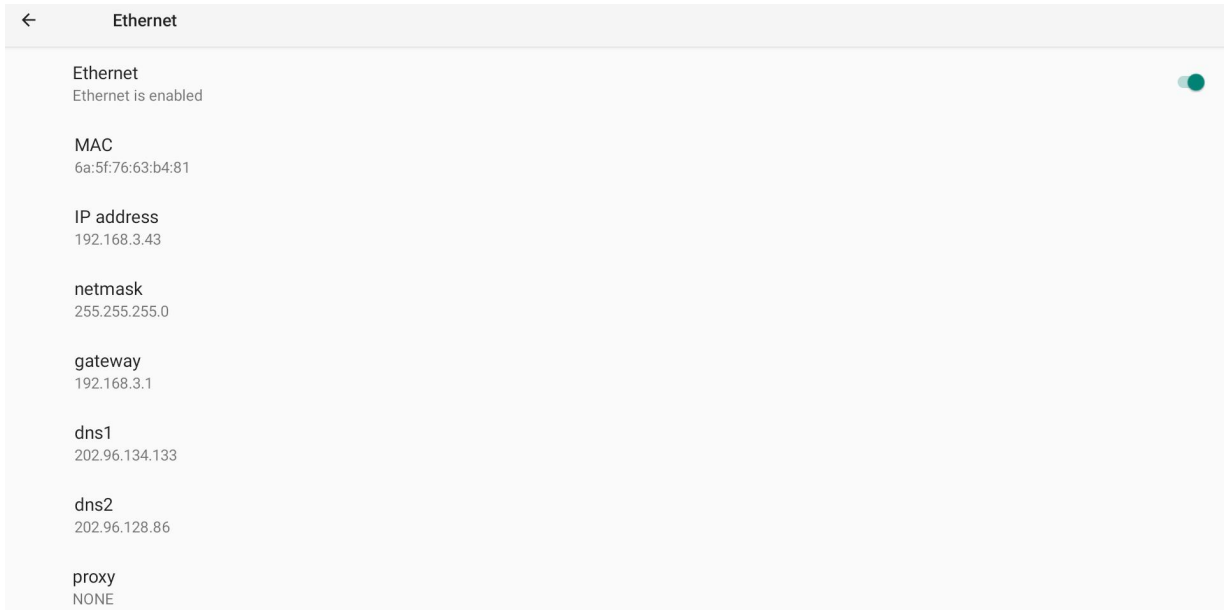 Ethernet
Ethernet
Ethernet is enabled
MAC
6a:5f:76:63:b4:81
IP address
192.168.3.43
netmask
255.255.255.0
gateway
192.168.3.1
dns1
202.96.134.133
dns2
202.96.128.86
proxy
NONE